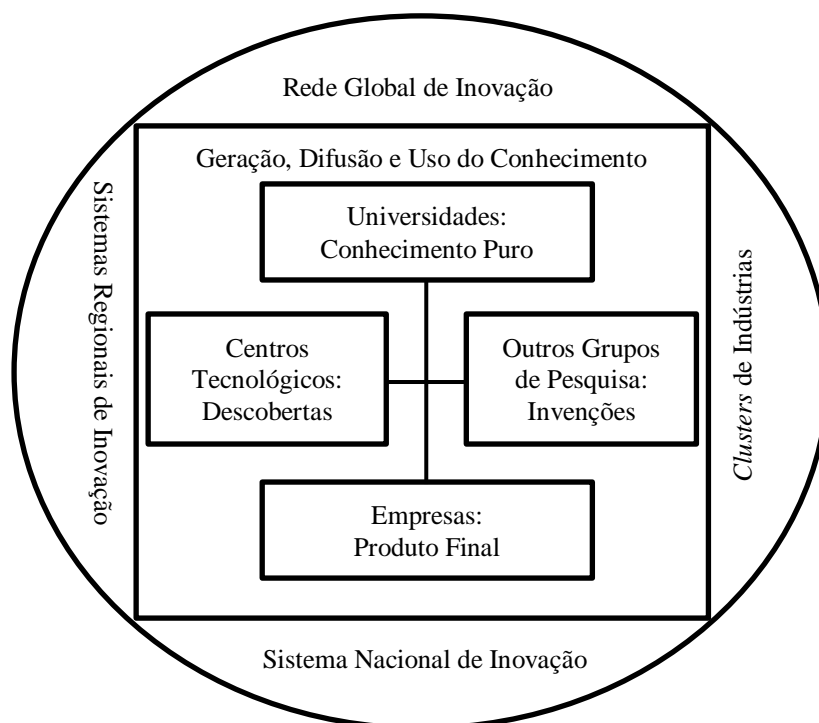 Rede Global de Inovação
Geração, Difusão e Uso do Conhecimento
Universidades:
Conhecimento Puro
Sistemas Regionais de Inovação
Centros
Tecnológicos:
Descobertas
Outros Grupos
de Pesquisa:
Invenções
Clusters de Indústrias
Empresas:
Produto Final
Sistema Nacional de Inovação